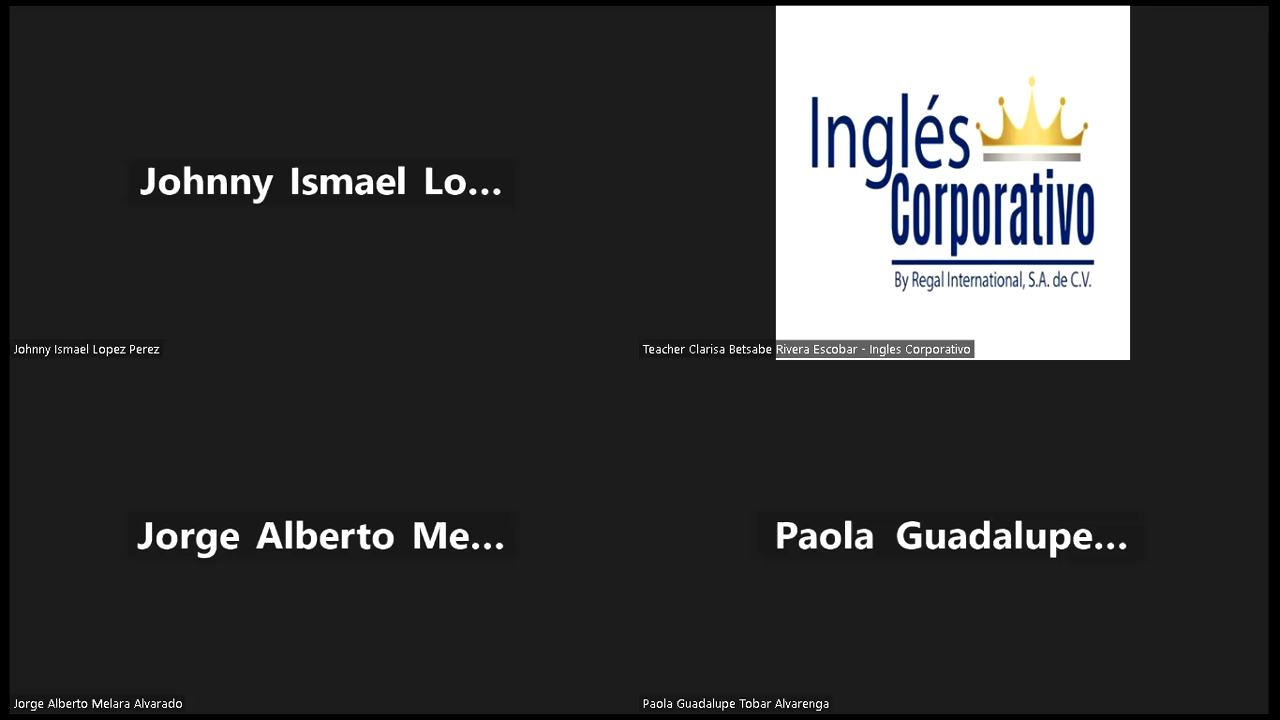 Johnny Ismael Lo...
Inglés
Corporativo
By Regal International, S.A. de C.V.
Johnny Ismael Lopez Perez
Teacher Clarisa Betsabe Rivera Escobar - Ingles Corporativo
Jorge Alberto Me...
Paola Guadalupe...
Jorge Alberto Melara Alvarado
Paola Guadalupe Tobar Alvarenga